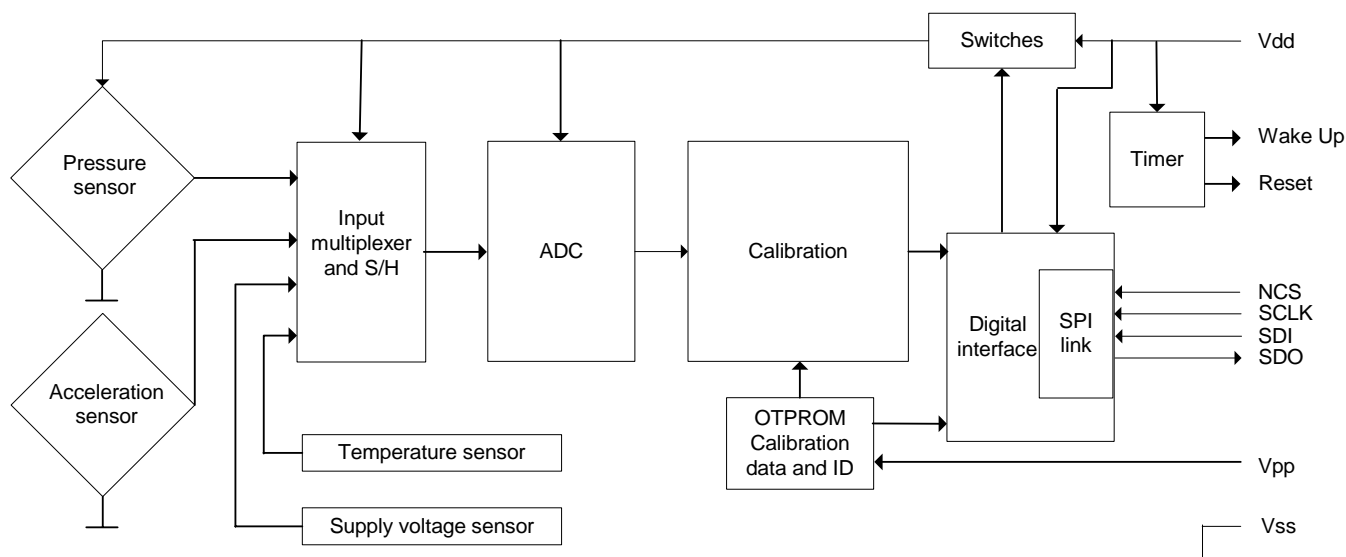 Switches
Vdd
Pressure
sensor
Input
multiplexer
and S/H
ADC
Calibration
Timer
Wake Up
Reset
Digital
interface
SPI
link
NCS
SCLK
SDI
SDO
Acceleration
sensor
OTPROM
Calibration
data and ID
Temperature sensor
Vpp
Supply voltage sensor
Vss